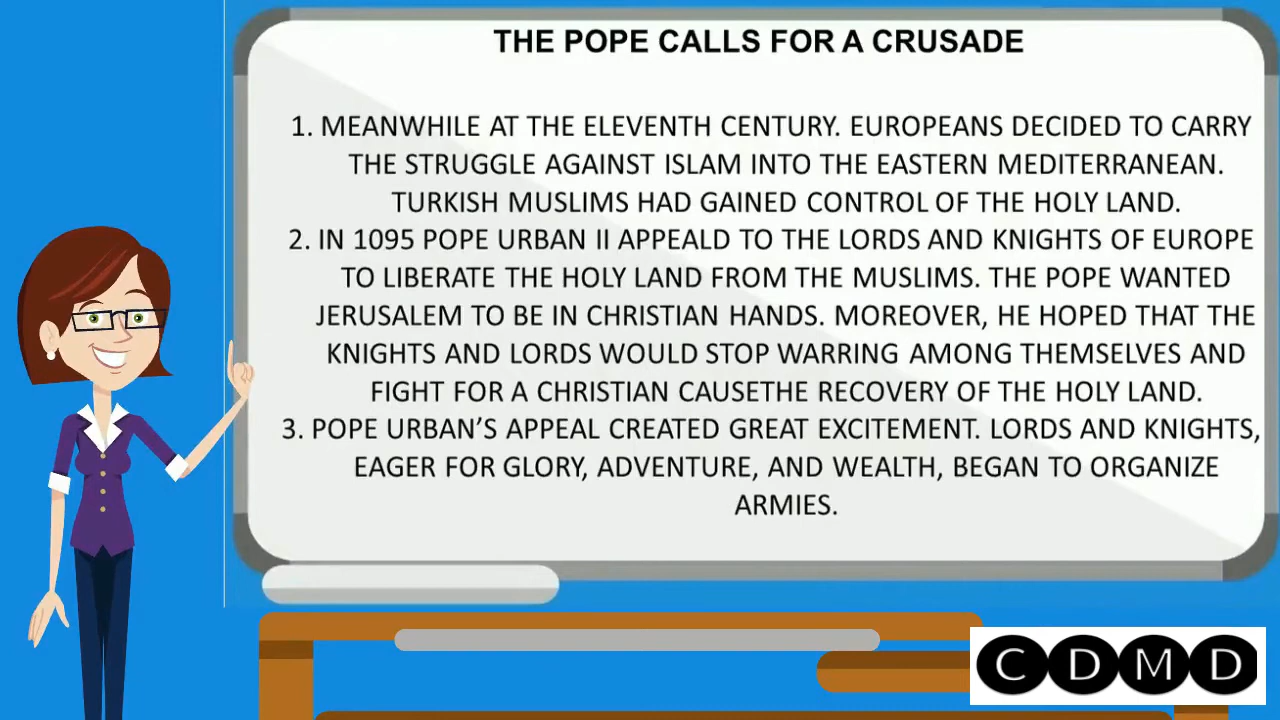 THE POPE CALLS FOR A CRUSADE
1. MEANWHILE AT THE ELEVENTH CENTURY. EUROPEANS DECIDED TO CARRY
THE STRUGGLE AGAINST ISLAM INTO THE EASTERN MEDITERRANEAN.
TURKISH MUSLIMS HAD GAINED CONTROL OF THE HOLY LAND.
2. IN 1095 POPE URBAN II APPEALD TO THE LORDS AND KNIGHTS OF EUROPE
TO LIBERATE THE HOLY LAND FROM THE MUSLIMS. THE POPE WANTED
JERUSALEM TO BE IN CHRISTIAN HANDS. MOREOVER, HE HOPED THAT THE
KNIGHTS AND LORDS WOULD STOP WARRING AMONG THEMSELVES AND
FIGHT FOR A CHRISTIAN CAUSETHE RECOVERY OF THE HOLY LAND.
3. POPE URBAN’S APPEAL CREATED GREAT EXCITEMENT. LORDS AND KNIGHTS,
EAGER FOR GLORY, ADVENTURE, AND WEALTH, BEGAN TO ORGANIZE
ARMIES.
CDMD